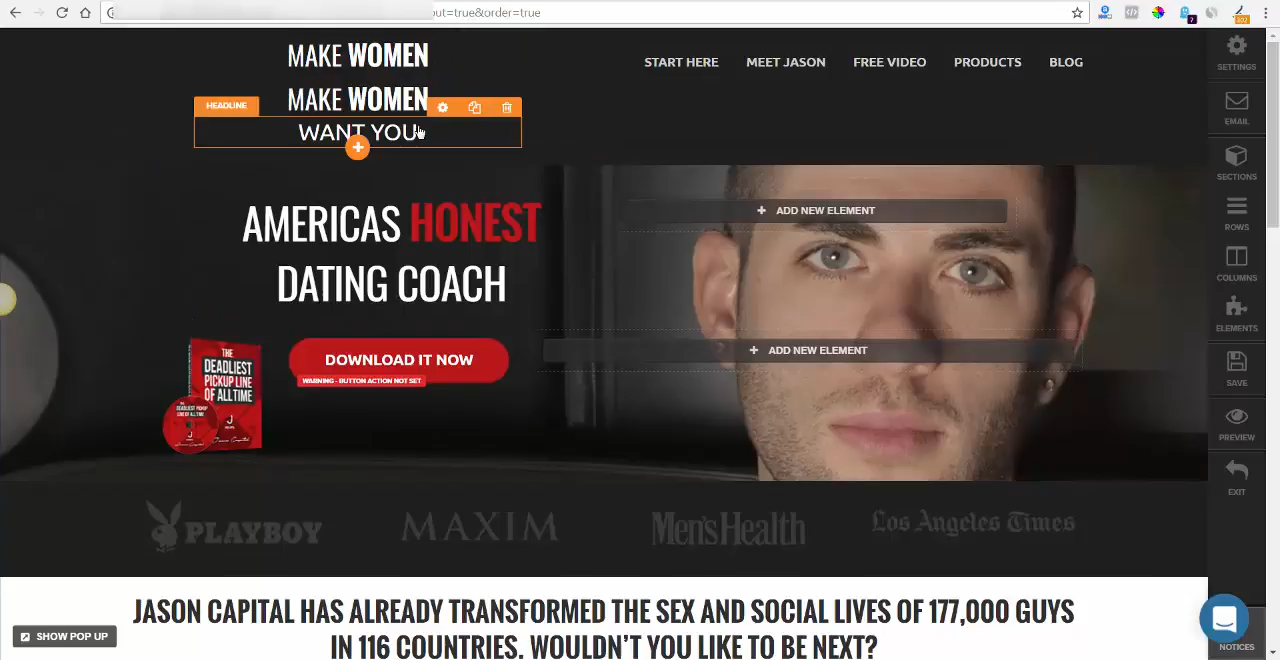 out=true&order=true
7
302
MAKE WOMEN
START HERE MEET JASON FREE VIDEO PRODUCTS BLOG
MAKE WOMEN
HEADLINE
WANT YOU
AMERICAS HONEST
DATING COACH
ADD NEW ELEMENT
ADD NEW ELEMENT
THE
DEADLIEST
PICKUP LINE
OF ALL TIME
DOWNLOAD IT NOW
WARNING - BUTTON ACTION NOT SET
PLAYBOY MAXIM Men'sHealth Los Angeles Times
JASON CAPITAL HAS ALREADY TRANSFORMED THE SEX AND SOCIAL LIVES OF 177,000 GUYS
IN 116 COUNTRIES. WOULDN'T YOU LIKE TO BE NEXT?
SHOW POP UP
SETTINGS
EMAIL
SECTIONS
ROWS
COLUMNS
ELEMENTS
SAVE
PREVIEW
EXIT
NOTICES